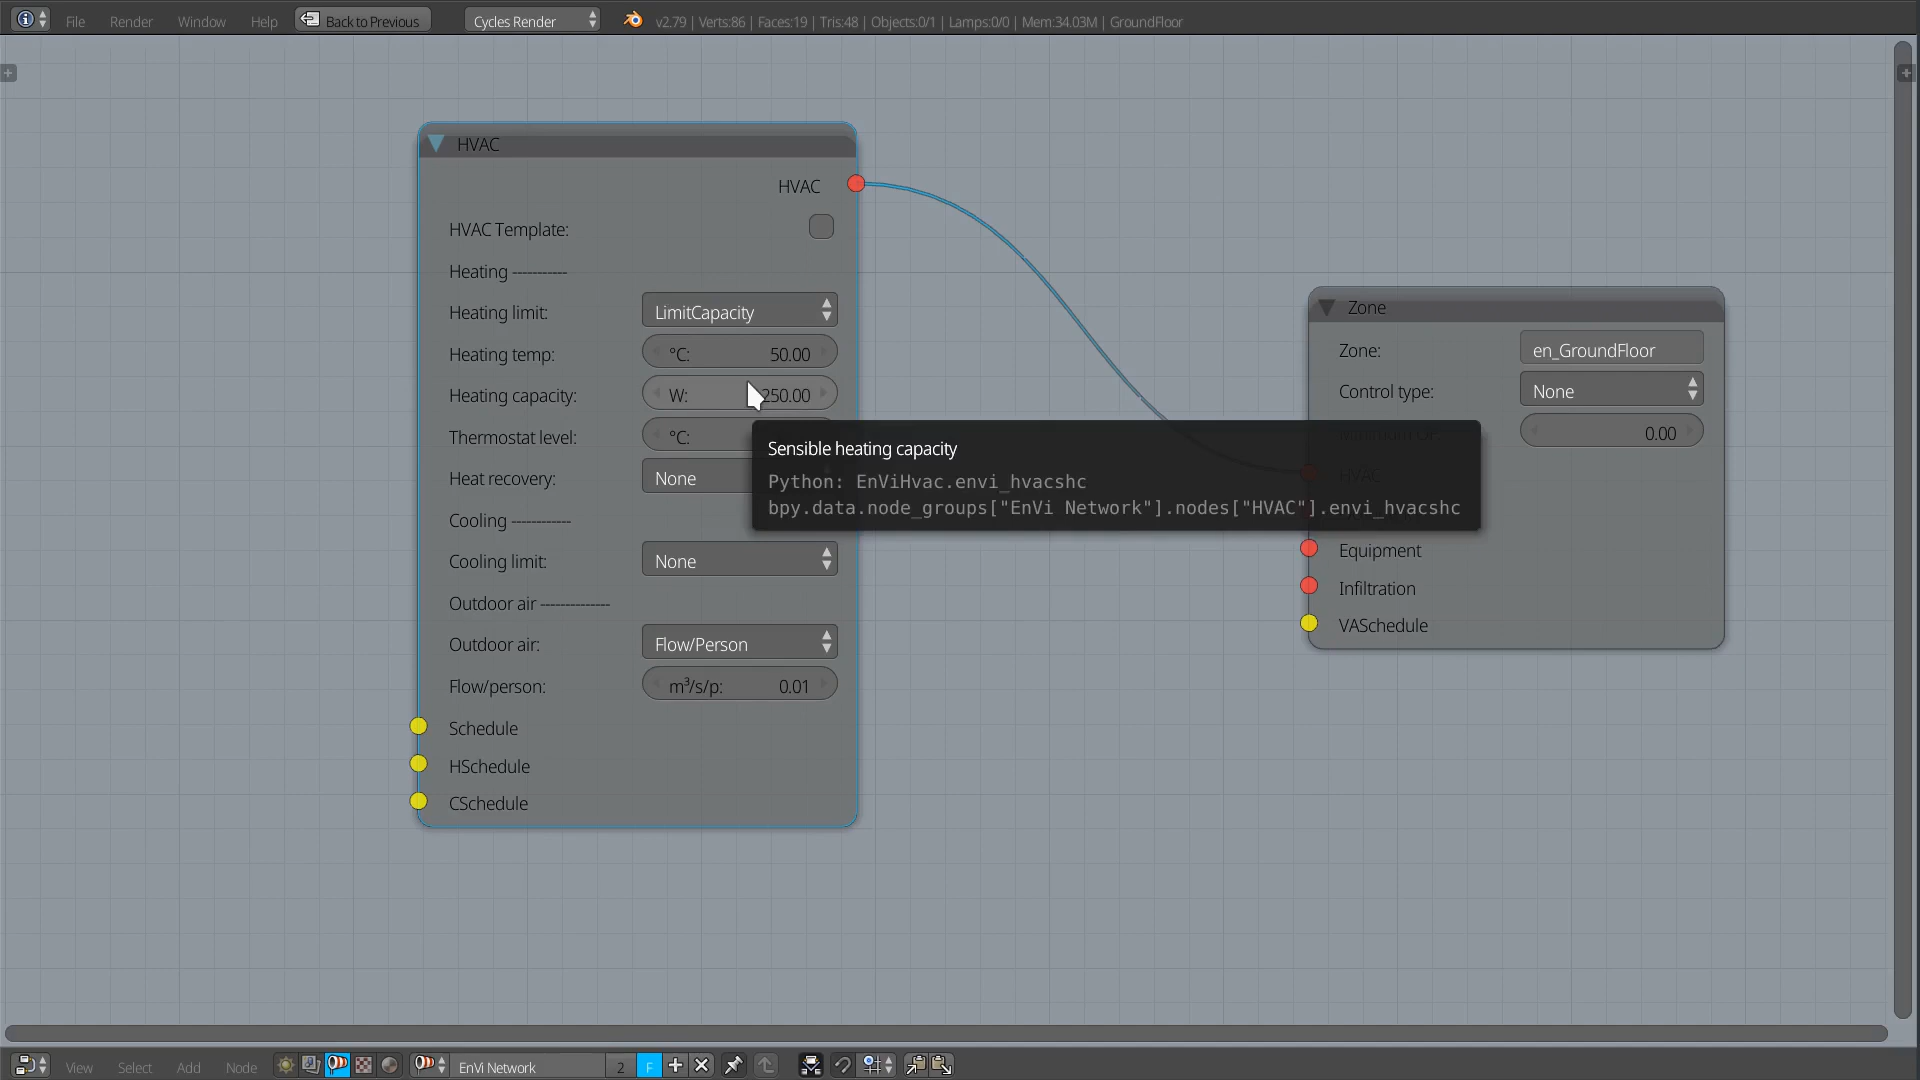 File Render Window Help Back to Previous Cycles Render v2.79 | Verts:86 | Faces:19 | Tris:48 | Objects:0/1 | Lamps:0/0 | Mem:34.03M | GroundFloor
HVAC
HVAC
HVAC Template:
Heating -----------
Heating limit: LimitCapacity
Heating temp: °C: 50.00
Heating capacity: W: 250.00
Thermostat level: °C:
Heat recovery: None
Cooling ------------
Cooling limit: None
Outdoor air --------------
Outdoor air: Flow/Person
Flow/person: m³/s/p: 0.01
Schedule
HSchedule
CSchedule
Sensible heating capacity
Python: EnViHvac.envi_hvacshc
bpy.data.node_groups["EnVi Network"].nodes["HVAC"].envi_hvacshc
Zone
Zone: en_GroundFloor
Control type: None
0.00
HVAC
Equipment
Infiltration
VASchedule
View Select Add Node EnVi Network 2 F